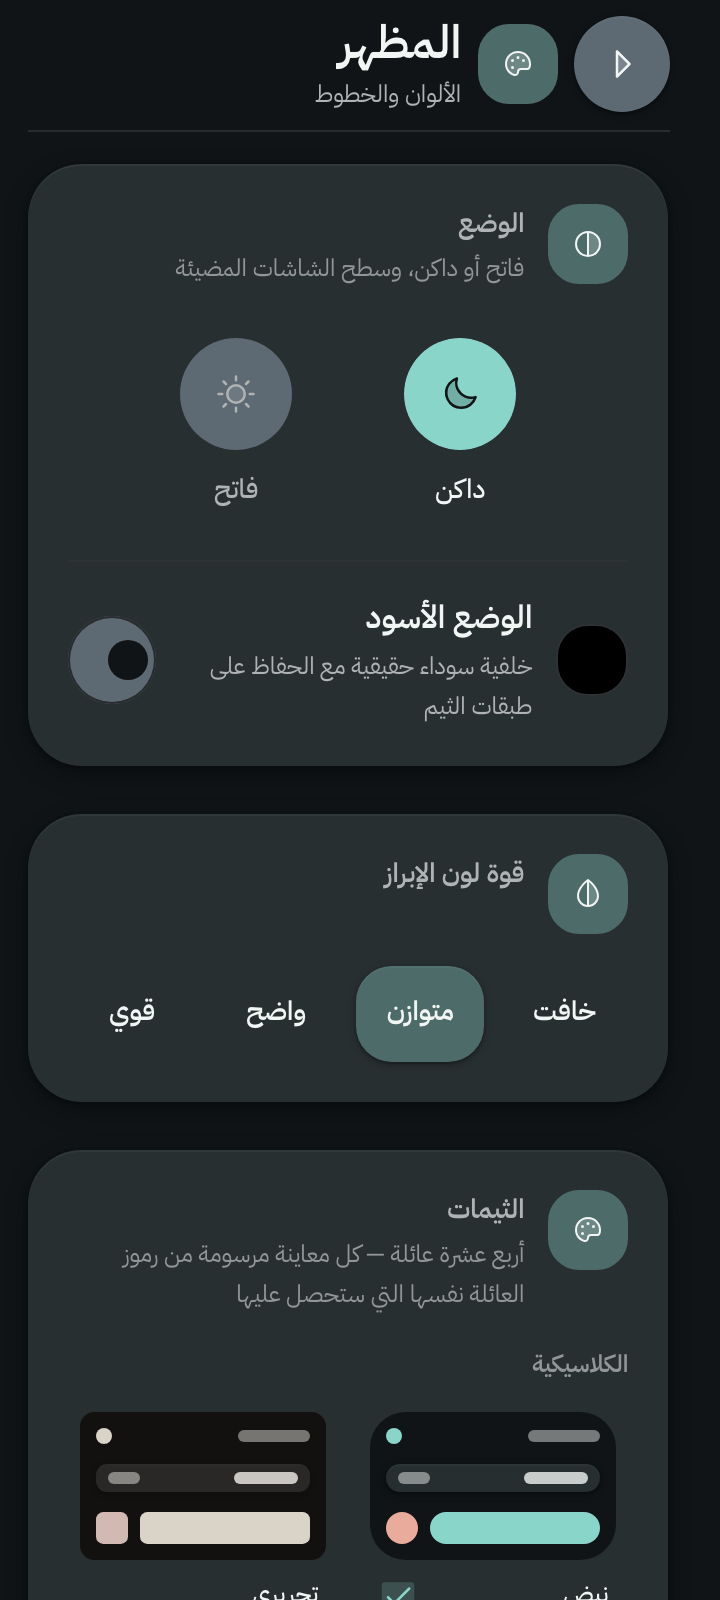 المظهر
الألوان والخطوط
الوضع
فاتح أو داكن، وسطح الشاشات المضيئة
داكن
فاتح
الوضع الأسود
خلفية سوداء حقيقية مع الحفاظ على
طبقات الثيم
قوة لون الإبراز
خافت
متوازن
واضح
قوي
الثيمات
أربع عشرة عائلة — كل معاينة مرسومة من رموز
العائلة نفسها التي ستحصل عليها
الكلاسيكية
نبض
تحريري